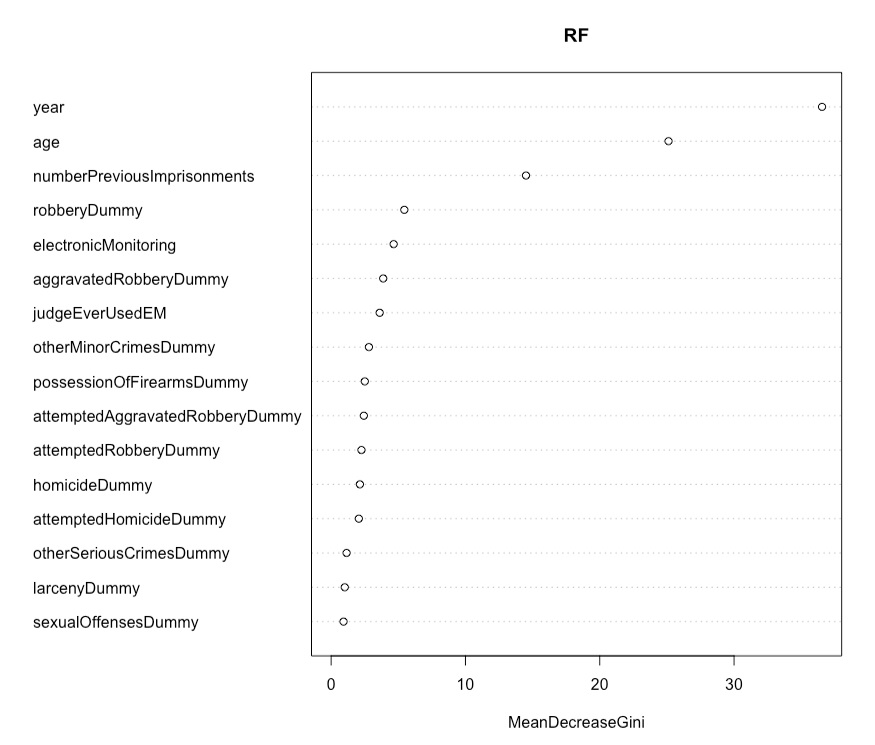 RF
year
age
numberPreviousImprisonments
robberyDummy
electronicMonitoring
aggravatedRobberyDummy
judgeEverUsedEM
otherMinorCrimesDummy
possessionOfFirearmsDummy
attemptedAggravatedRobberyDummy
attemptedRobberyDummy
homicideDummy
attemptedHomicideDummy
otherSeriousCrimesDummy
larcenyDummy
sexualOffensesDummy
0 10 20 30
MeanDecreaseGini